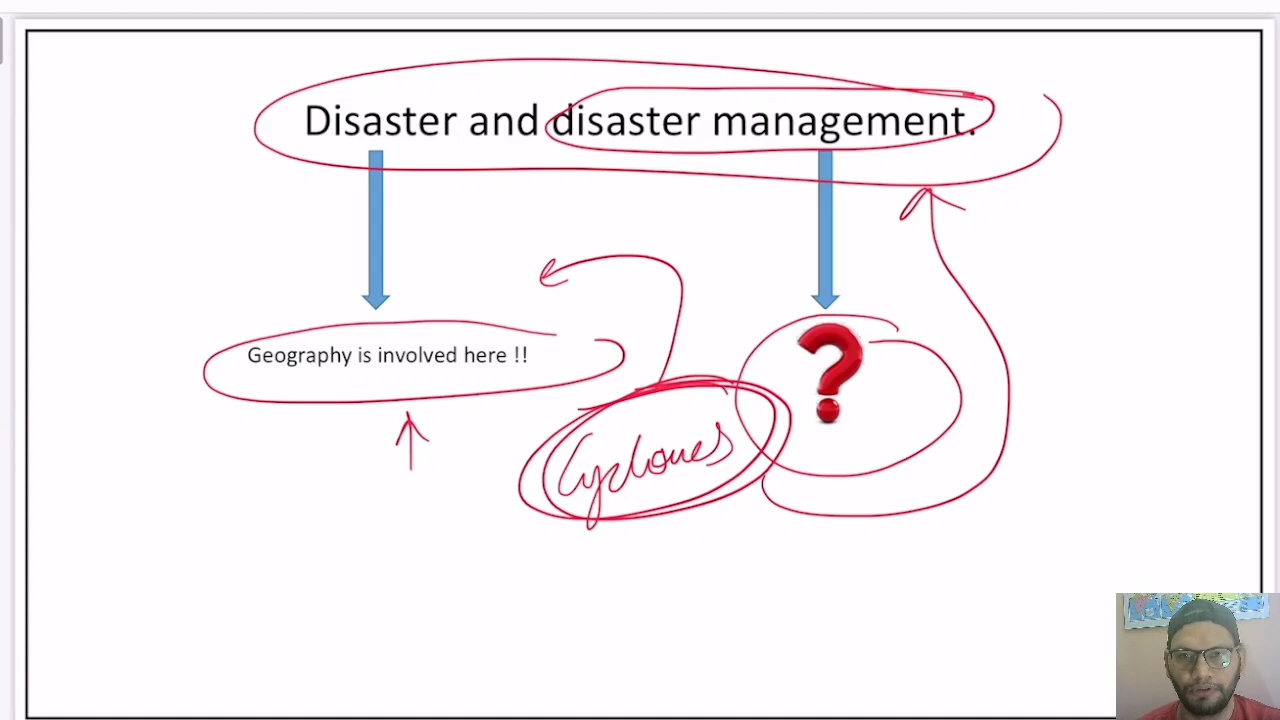 Disaster and disaster management.
Geography is involved here !!
?
Cyclones